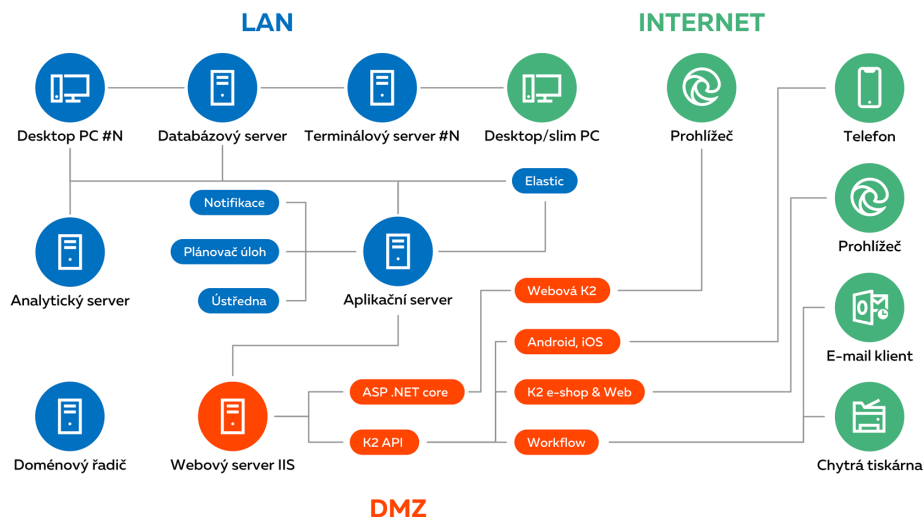 LAN
INTERNET
Desktop PC #N
Databázový server
Terminálový server #N
Desktop/slim PC
Prohlížeč
Telefon
Elastic
Notifikace
Plánovač úloh
Ústředna
Analytický server
Aplikační server
Prohlížeč
Webová K2
Android, iOS
E-mail klient
ASP .NET core
K2 e-shop & Web
K2 API
Workflow
Doménový řadič
Webový server IIS
Chytrá tiskárna
DMZ